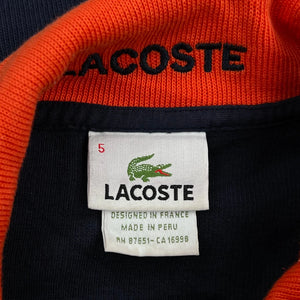 LACOSTE
5
LACOSTE
DESIGNED IN FRANCE
MADE IN PERU
RN 87651-CA 16998